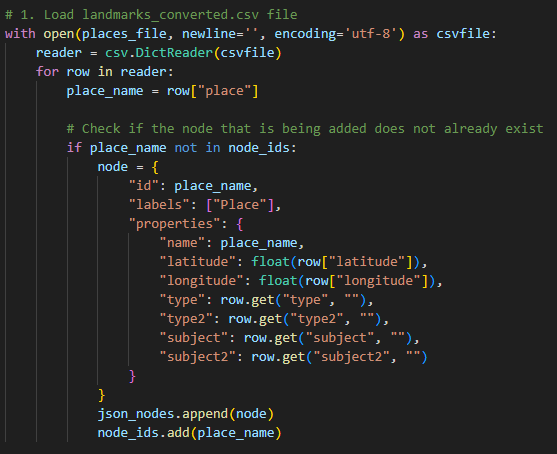 # 1. Load landmarks_converted.csv file
with open(places_file, newline='', encoding='utf-8') as csvfile:
    reader = csv.DictReader(csvfile)
    for row in reader:
        place_name = row["place"]

        # Check if the node that is being added does not already exist
        if place_name not in node_ids:
            node = {
                "id": place_name,
                "labels": ["Place"],
                "properties": {
                    "name": place_name,
                    "latitude": float(row["latitude"]),
                    "longitude": float(row["longitude"]),
                    "type": row.get("type", ""),
                    "type2": row.get("type2", ""),
                    "subject": row.get("subject", ""),
                    "subject2": row.get("subject2", "")
                }
            }
            json_nodes.append(node)
            node_ids.add(place_name)